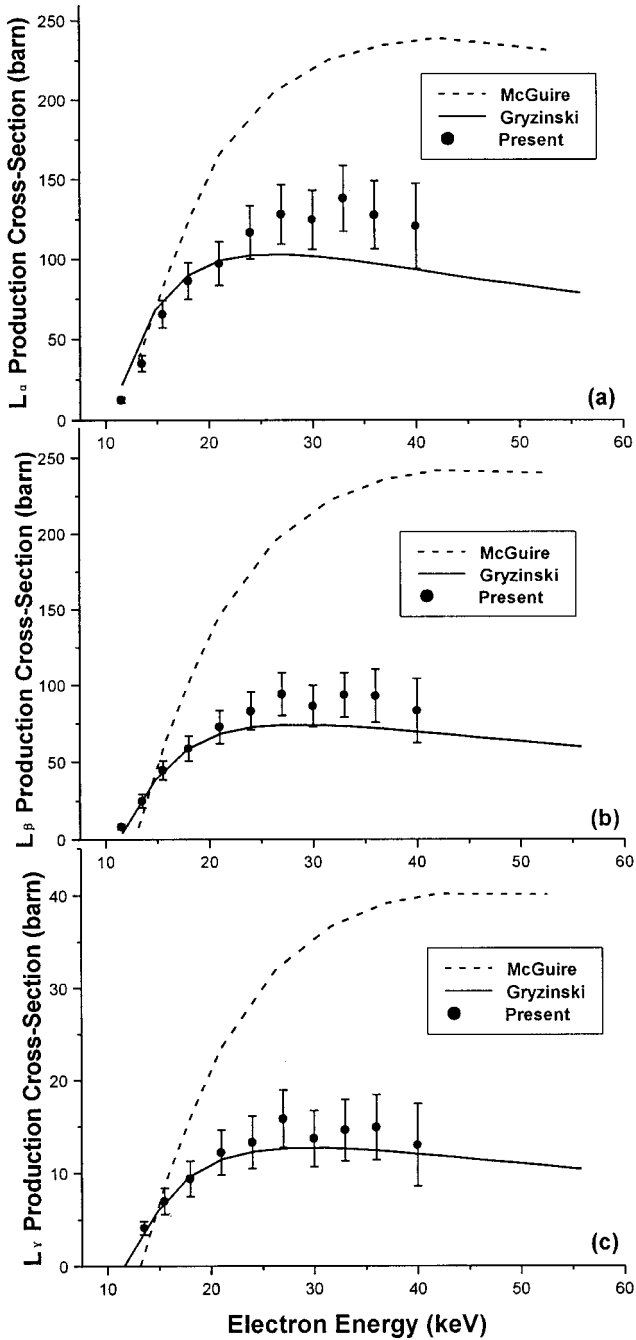 300
250
200
150
100
50
0
L α Production Cross-Section (barn)
McGuire
Gryzinski
Present
(a)
10 20 30 40 50 60
250
200
150
100
50
0
L β Production Cross-Section (barn)
McGuire
Gryzinski
Present
(b)
10 20 30 40 50 60
40
30
20
10
0
L γ Production Cross-Section (barn)
McGuire
Gryzinski
Present
(c)
10 20 30 40 50 60
Electron Energy (keV)